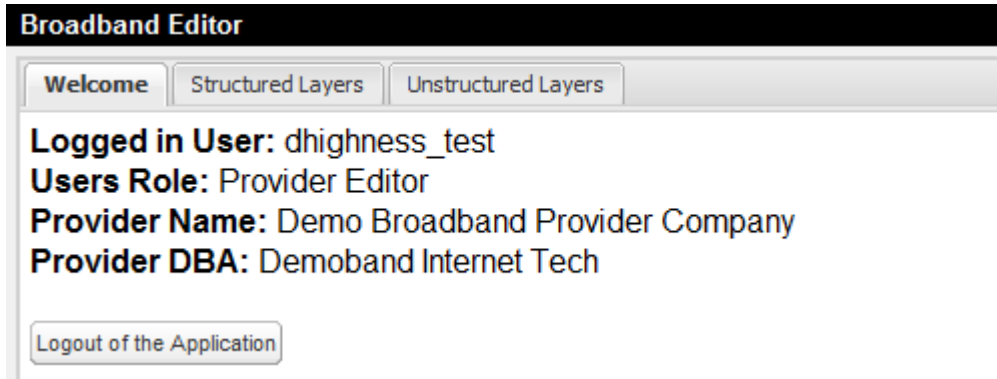 Broadband Editor
Welcome Structured Layers Unstructured Layers
Logged in User: dhighness_test
Users Role: Provider Editor
Provider Name: Demo Broadband Provider Company
Provider DBA: Demoband Internet Tech
Logout of the Application